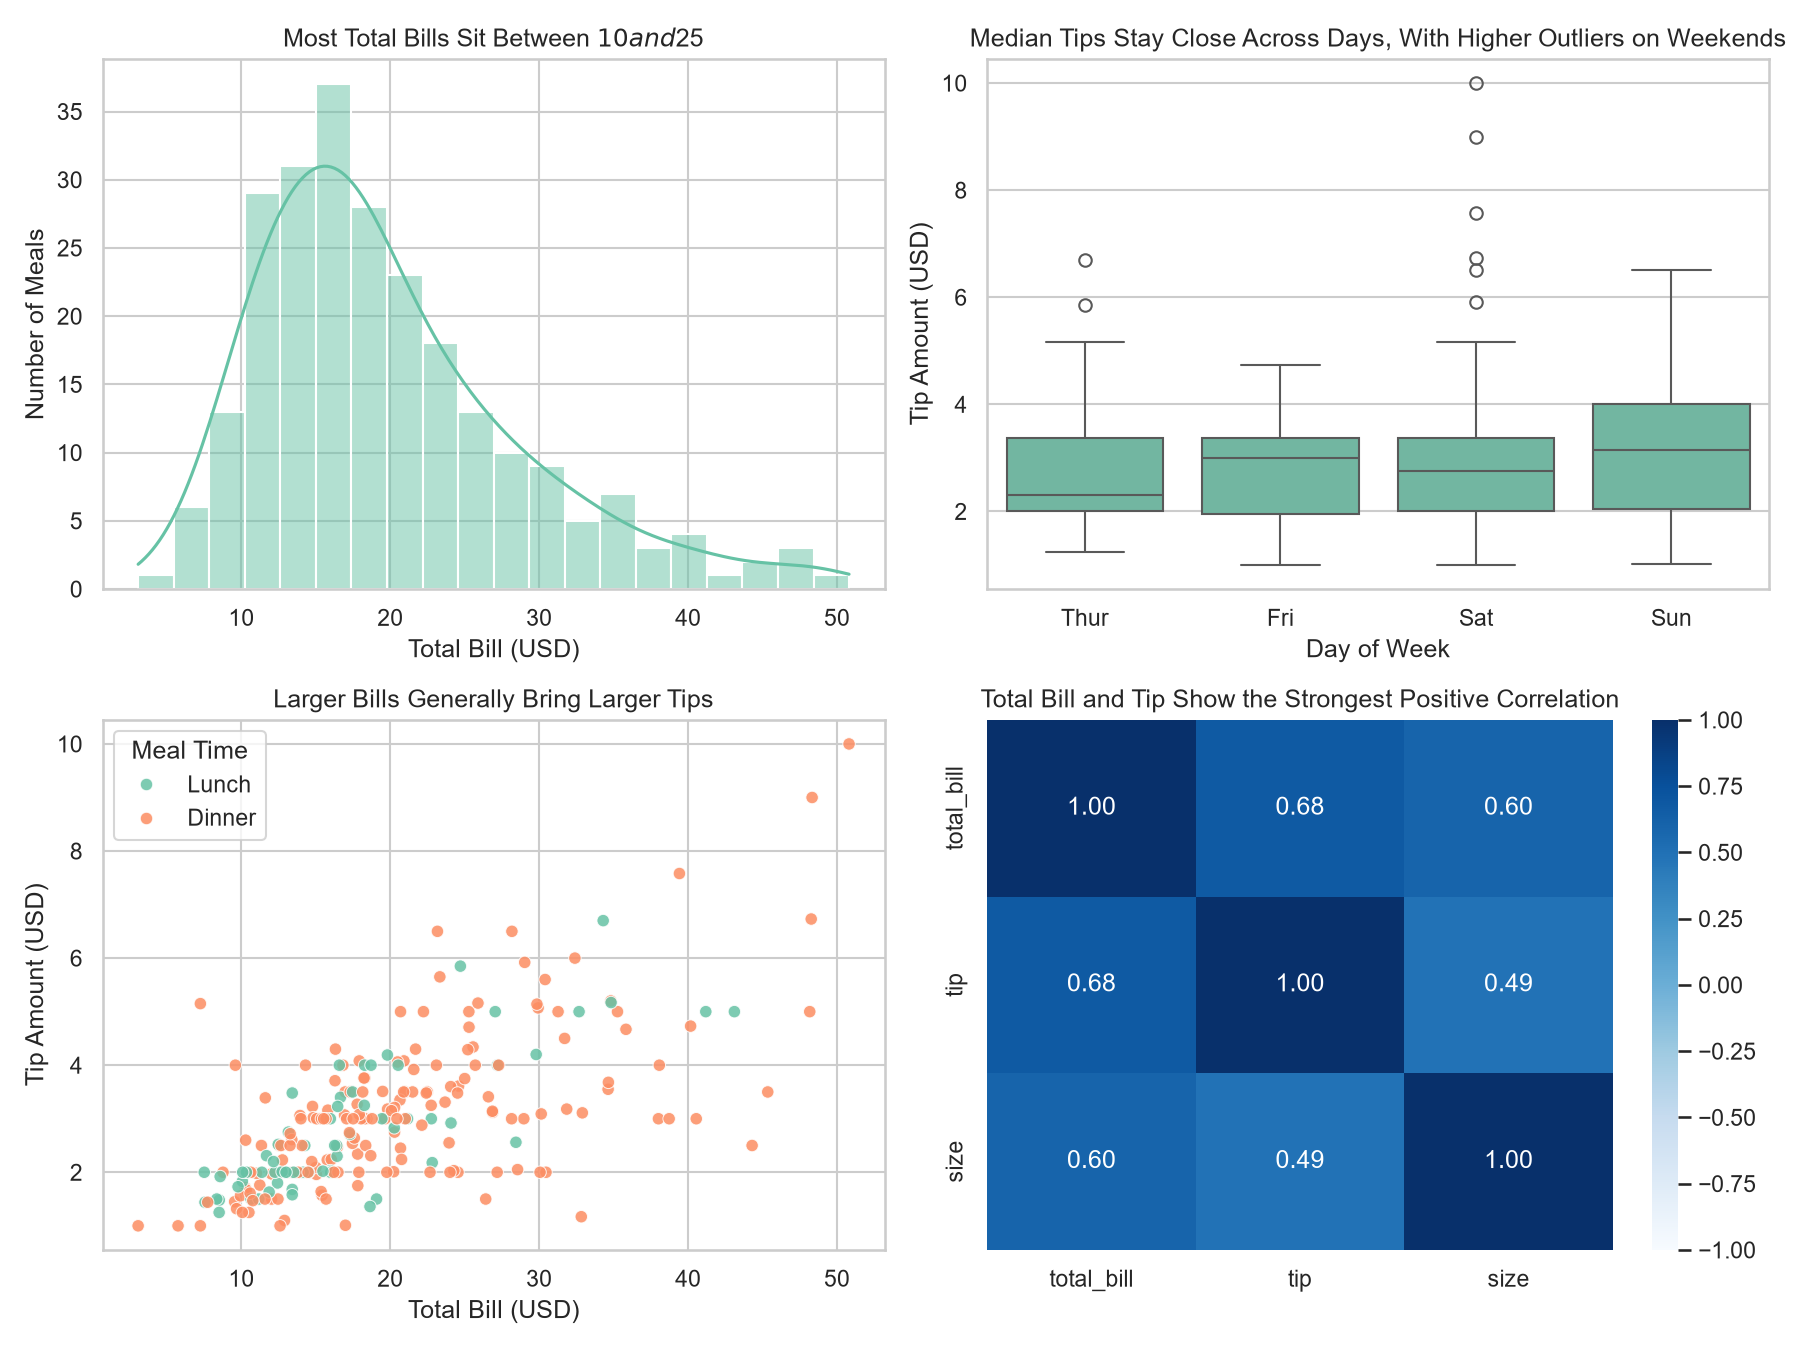 Most Total Bills Sit Between 10and25
Number of Meals
35
30
25
20
15
10
5
0
10 20 30 40 50
Total Bill (USD)
Median Tips Stay Close Across Days, With Higher Outliers on Weekends
Tip Amount (USD)
10
8
6
4
2
Thur Fri Sat Sun
Day of Week
Larger Bills Generally Bring Larger Tips
Tip Amount (USD)
10
8
6
4
2
Meal Time
Lunch
Dinner
10 20 30 40 50
Total Bill (USD)
Total Bill and Tip Show the Strongest Positive Correlation
total_bill
1.00 0.68 0.60
tip
0.68 1.00 0.49
size
0.60 0.49 1.00
total_bill tip size
1.00
0.75
0.50
0.25
0.00
−0.25
−0.50
−0.75
−1.00